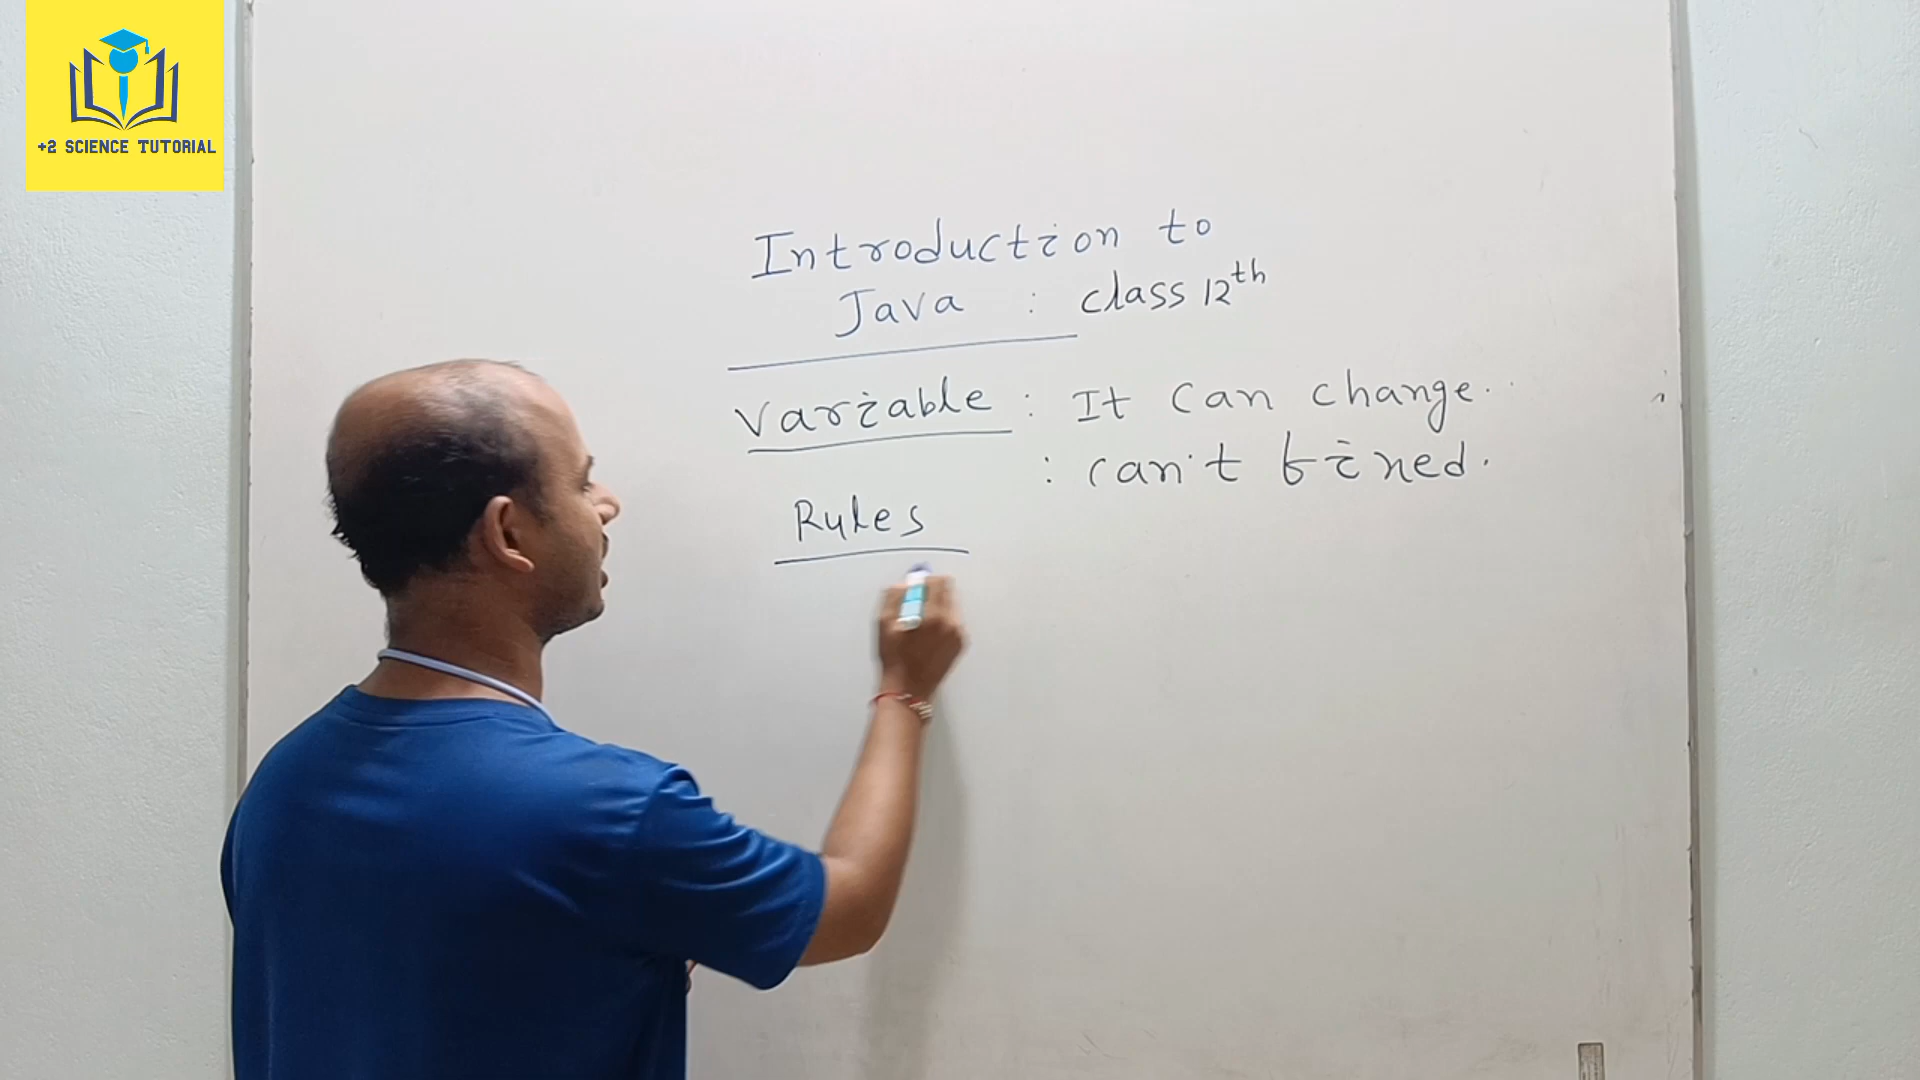 +2 SCIENCE TUTORIAL
Introduction to
Java : class 12th
Variable : It can change.
: can't fixed.
Rules